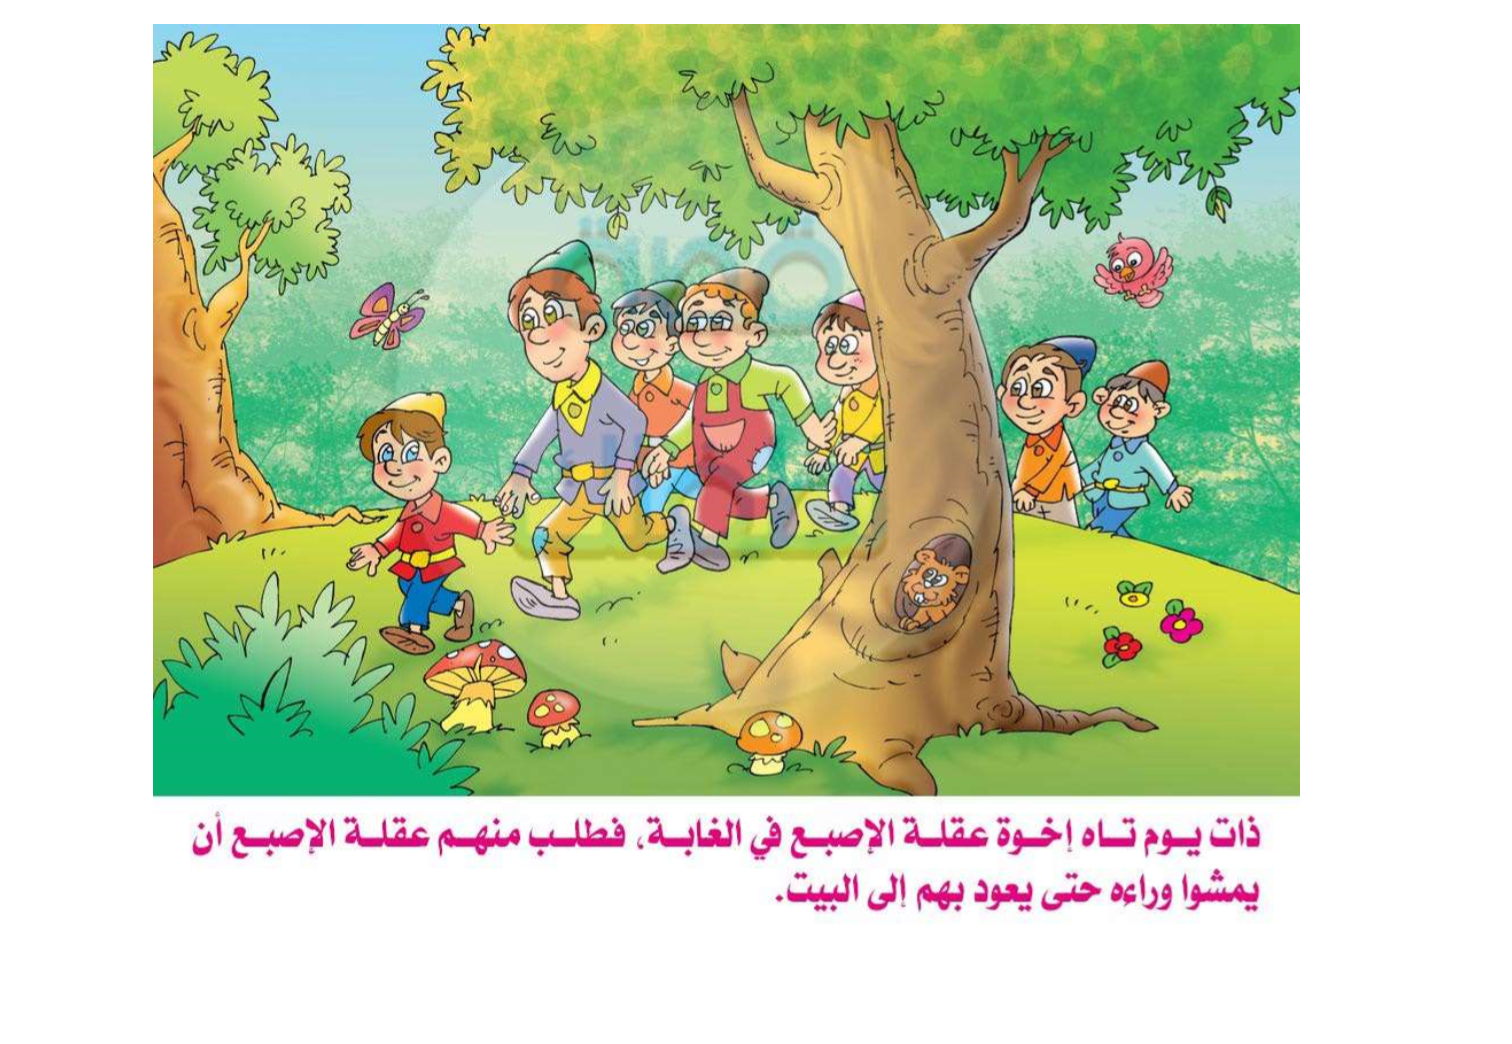 ذات يوم تاه إخوة عقلة الإصبع في الغابة، فطلب منهم عقلة الإصبع أن
يمشوا وراءه حتى يعود بهم إلى البيت.